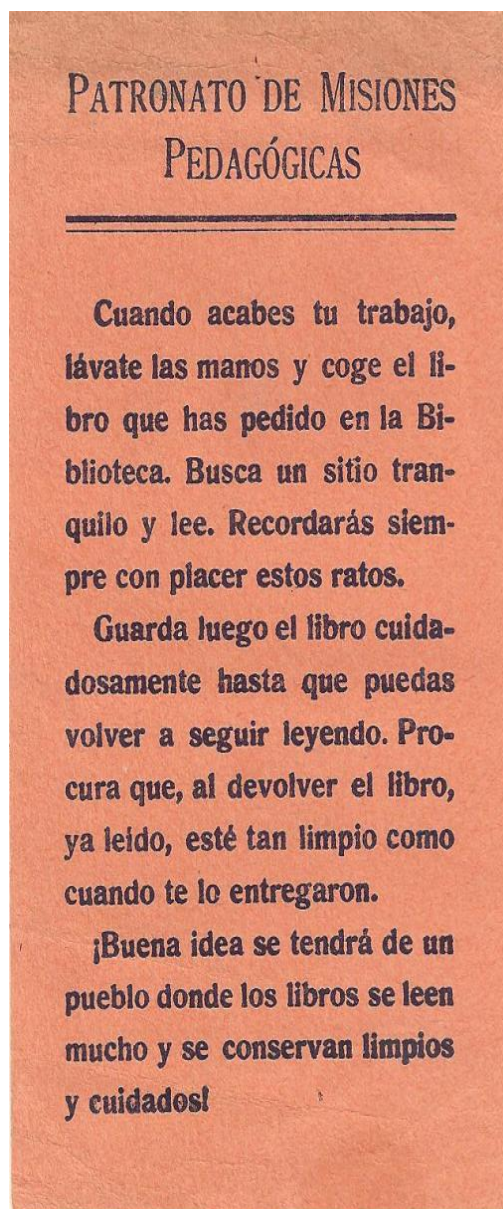 PATRONATO DE MISIONES
PEDAGÓGICAS
Cuando acabes tu trabajo,
lávate las manos y coge el li-
bro que has pedido en la Bi-
blioteca. Busca un sitio tran-
quilo y lee. Recordarás siem-
pre con placer estos ratos.
Guarda luego el libro cuida-
dosamente hasta que puedas
volver a seguir leyendo. Pro-
cura que, al devolver el libro,
ya leído, esté tan limpio como
cuando te lo entregaron.
¡Buena idea se tendrá de un
pueblo donde los libros se leen
mucho y se conservan limpios
y cuidados!